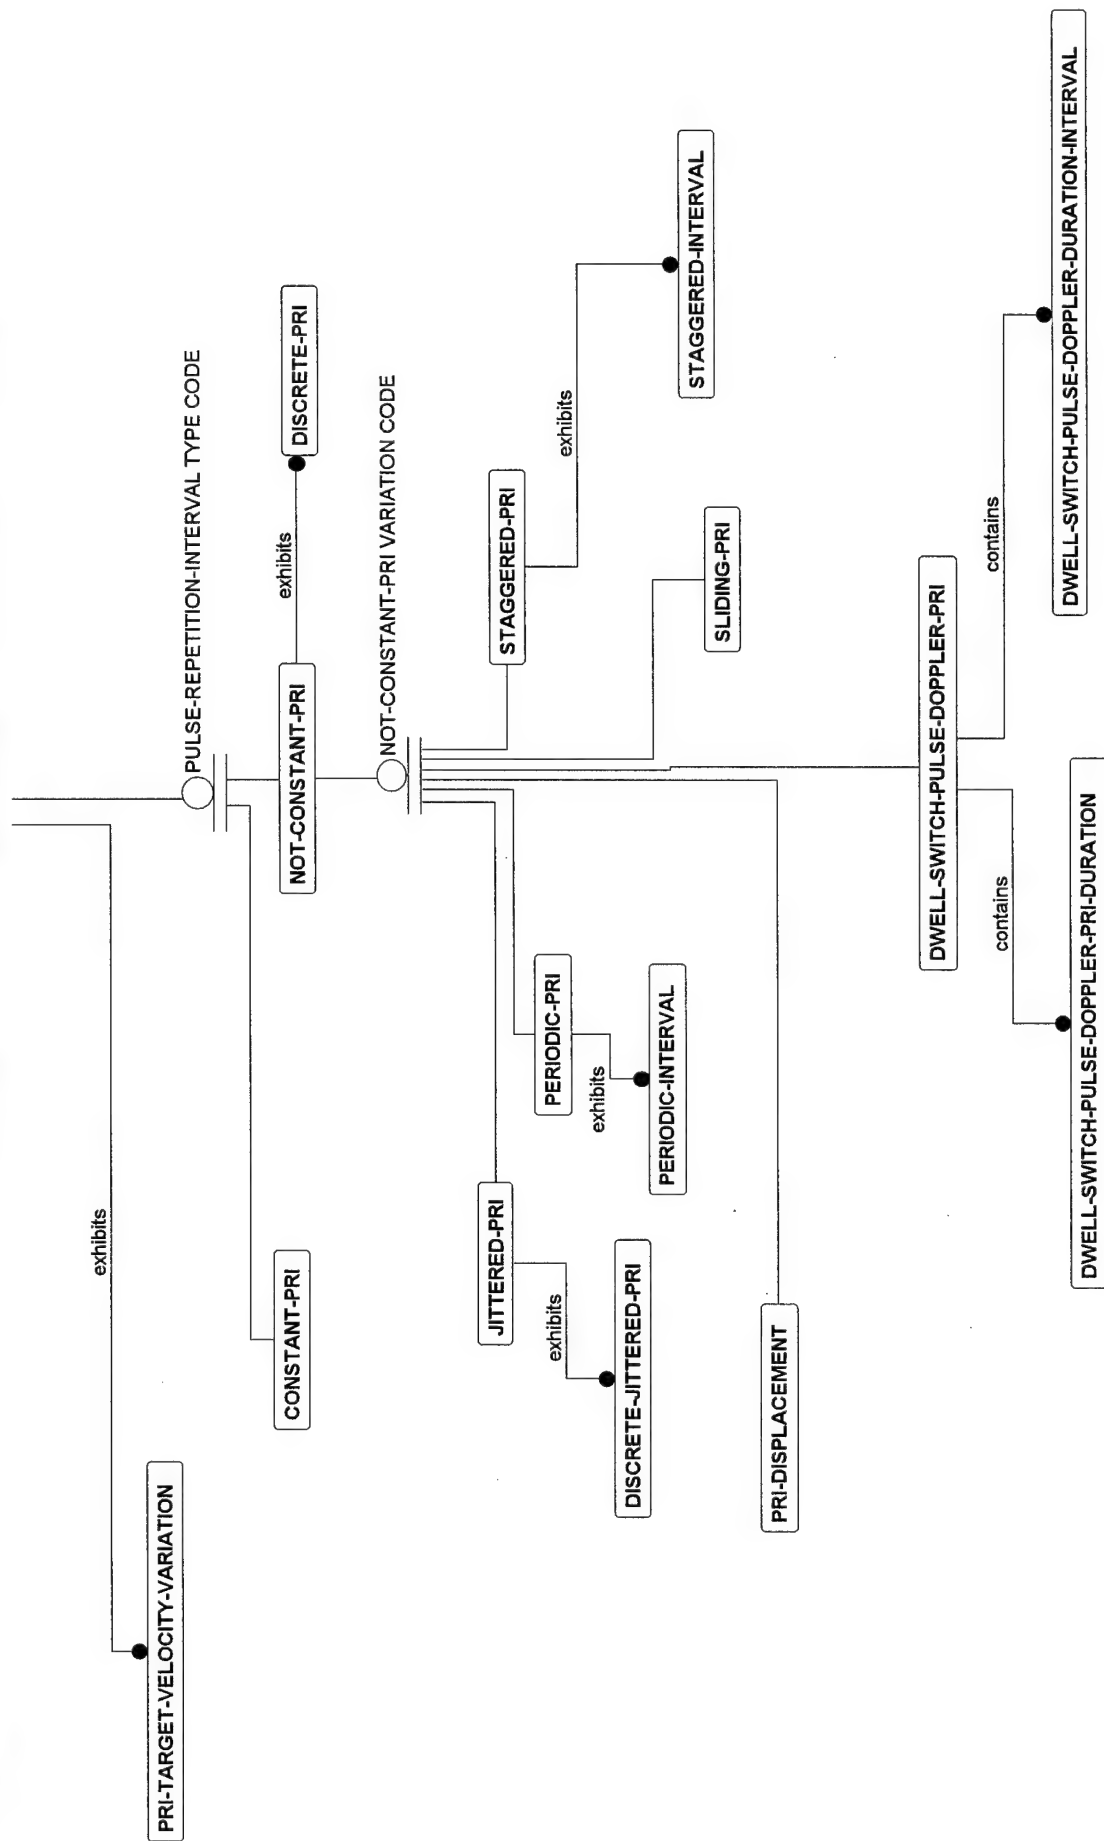 exhibits
PRI-TARGET-VELOCITY-VARIATION
PULSE-REPETITION-INTERVAL TYPE CODE
CONSTANT-PRI
NOT-CONSTANT-PRI
exhibits
DISCRETE-PRI
NOT-CONSTANT-PRI VARIATION CODE
JITTERED-PRI
exhibits
DISCRETE-JITTERED-PRI
PERIODIC-PRI
exhibits
PERIODIC-INTERVAL
STAGGERED-PRI
exhibits
STAGGERED-INTERVAL
SLIDING-PRI
PRI-DISPLACEMENT
DWELL-SWITCH-PULSE-DOPPLER-PRI
contains
contains
DWELL-SWITCH-PULSE-DOPPLER-PRI-DURATION
DWELL-SWITCH-PULSE-DOPPLER-DURATION-INTERVAL